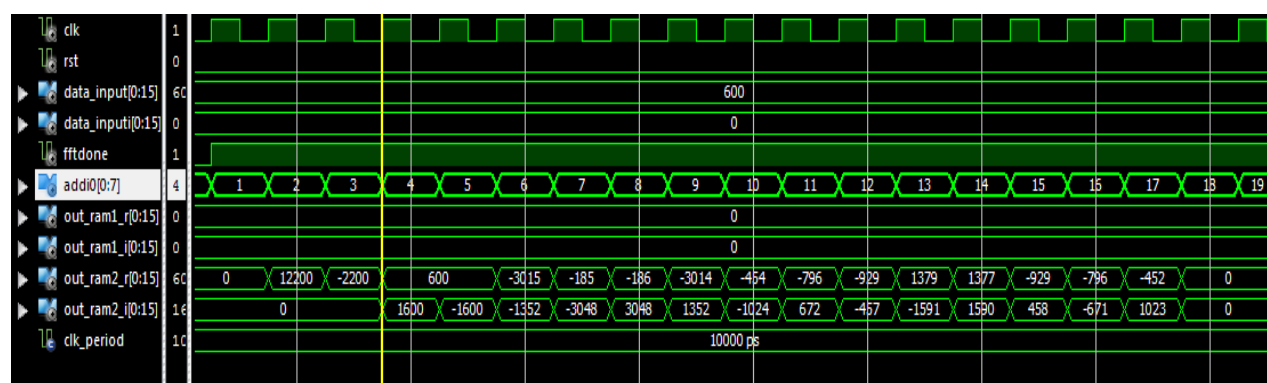 clk 1
rst 0
data_input[0:15] 60 600
data_inputi[0:15] 0 0
fftdone 1
addi0[0:7] 4 1 2 3 4 5 6 7 8 9 10 11 12 13 14 15 16 17 18 19
out_ram1_r[0:15] 0 0
out_ram1_i[0:15] 0 0
out_ram2_r[0:15] 60 0 12200 -2200 600 -3015 -185 -186 -3014 -454 -796 -929 1379 1377 -929 -796 -452 0
out_ram2_i[0:15] 16 0 1600 -1600 -1352 -3048 3048 1352 -1024 672 -457 -1591 1590 458 -671 1023 0
clk_period 10 10000 ps